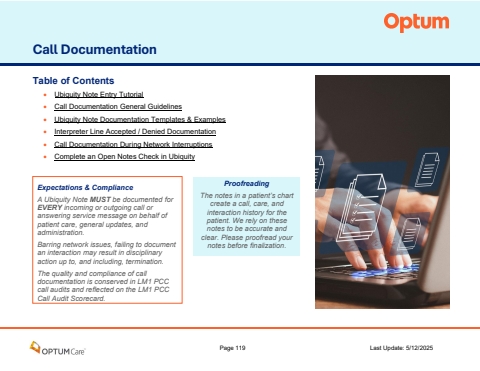 Optum
Call Documentation
Table of Contents
Ubiquity Note Entry Tutorial
Call Documentation General Guidelines
Ubiquity Note Documentation Templates & Examples
Interpreter Line Accepted / Denied Documentation
Call Documentation During Network Interruptions
Complete an Open Notes Check in Ubiquity
Expectations & Compliance
A Ubiquity Note MUST be documented for
EVERY incoming or outgoing call or
answering service message on behalf of
patient care, general updates, and
administration.
Barring network issues, failing to document
an interaction may result in disciplinary
action up to, and including, termination.
The quality and compliance of call
documentation is conserved in LM1 PCC
call audits and reflected on the LM1 PCC
Call Audit Scorecard.
Proofreading
The notes in a patient's chart
create a call, care, and
interaction history for the
patient. We rely on these
notes to be accurate and
clear. Please proofread your
notes before finalization.
OPTUMCare
Page 119
Last Update: 5/12/2025